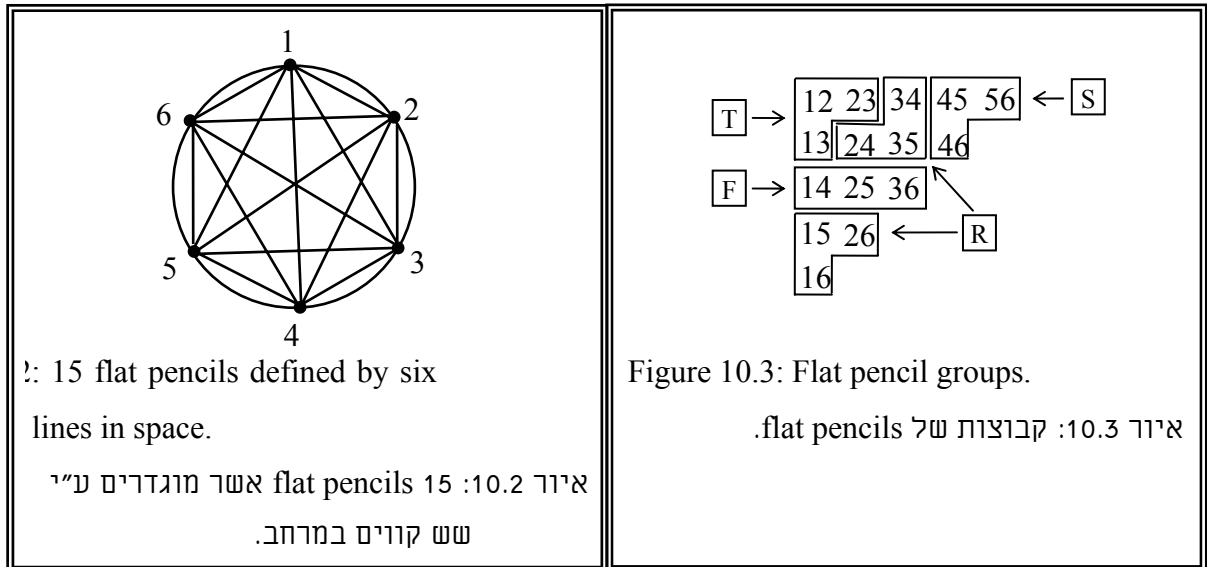 1
6 2
5 3
4
2: 15 flat pencils defined by six
lines in space.
איור 10.2: 15 flat pencils אשר מוגדרים ע"י
שש קווים במרחב.
T → 12 23 34 45 56 ← S
13 24 35 46
F → 14 25 36
15 26 ← R
16
Figure 10.3: Flat pencil groups.
איור 10.3: קבוצות של flat pencils.